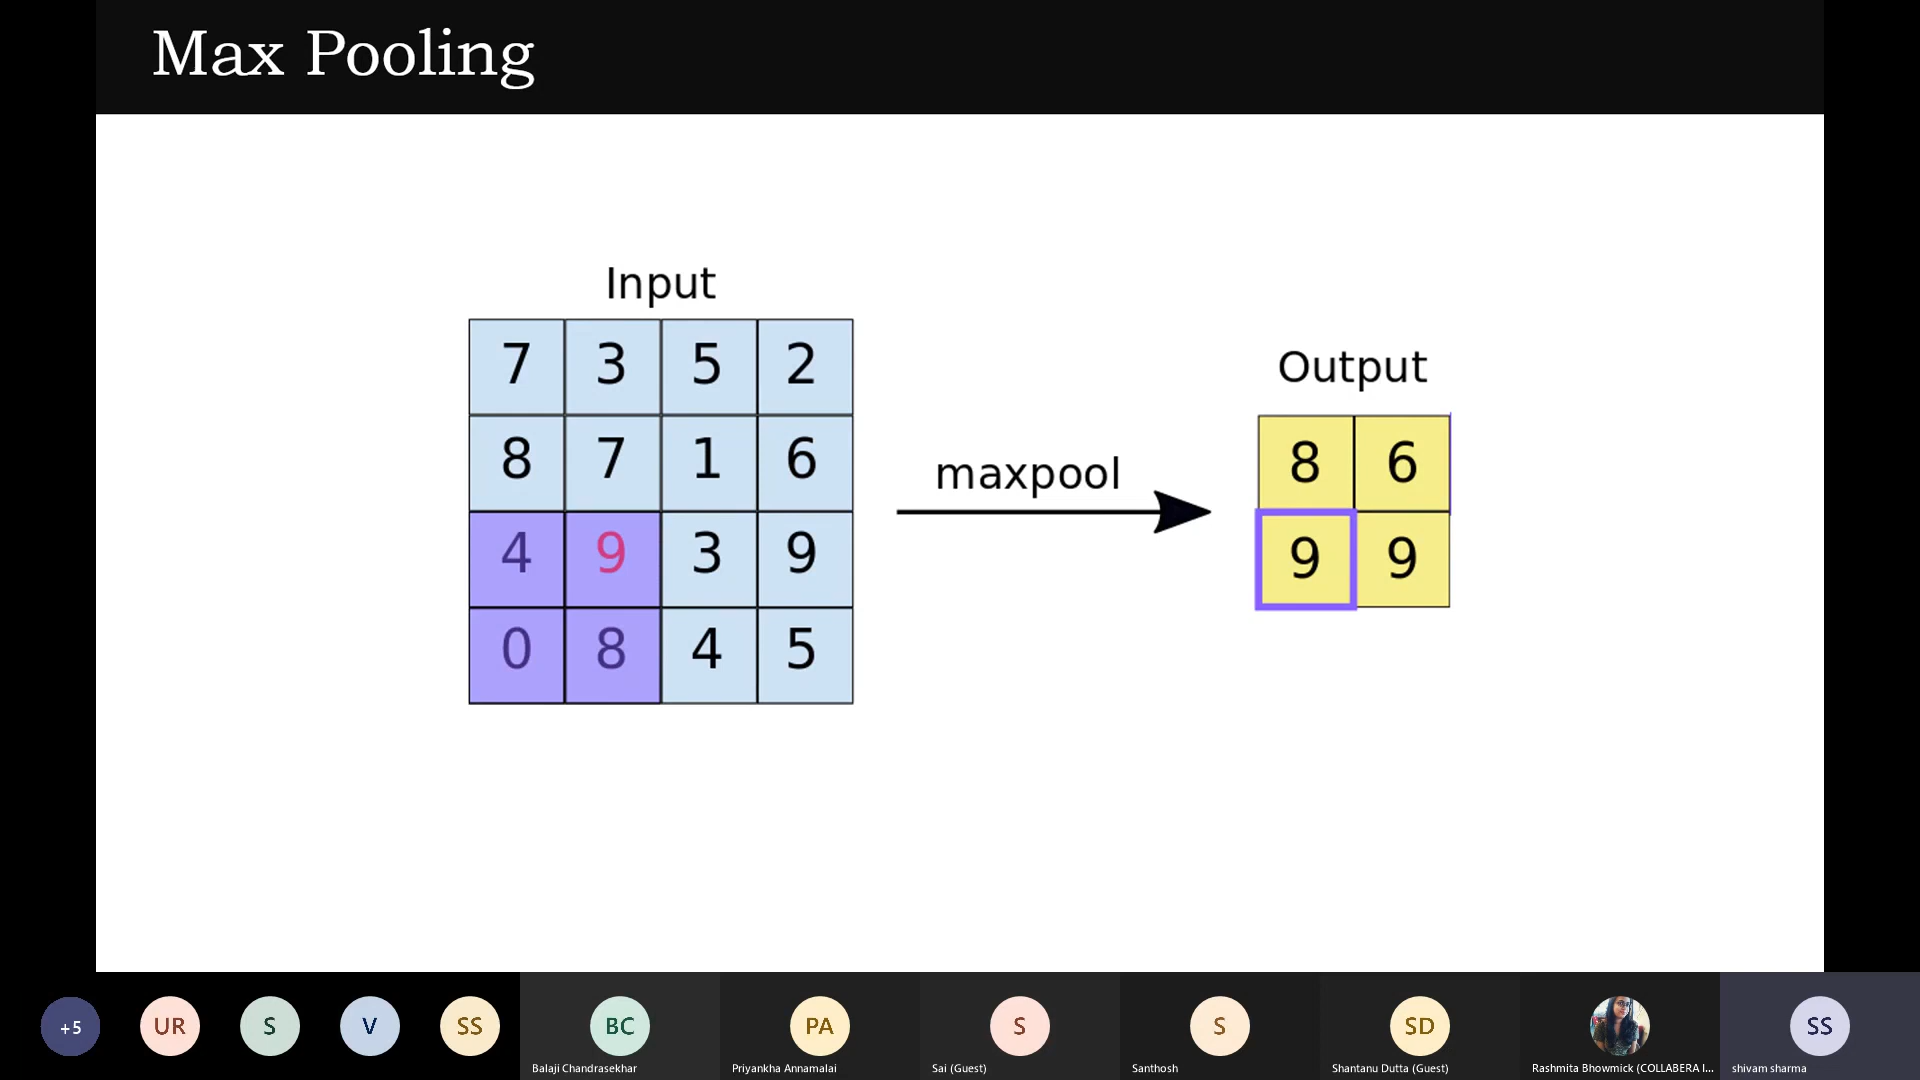 Max Pooling
Input
7 3 5 2
8 7 1 6
4 9 3 9
0 8 4 5
maxpool
Output
8 6
9 9
+5
UR
S
V
SS
BC
Balaji Chandrasekhar
PA
Priyankha Annamalai
S
Sai (Guest)
S
Santhosh
SD
Shantanu Dutta (Guest)
Rashmita Bhowmick (COLLABERA I...
SS
shivam sharma